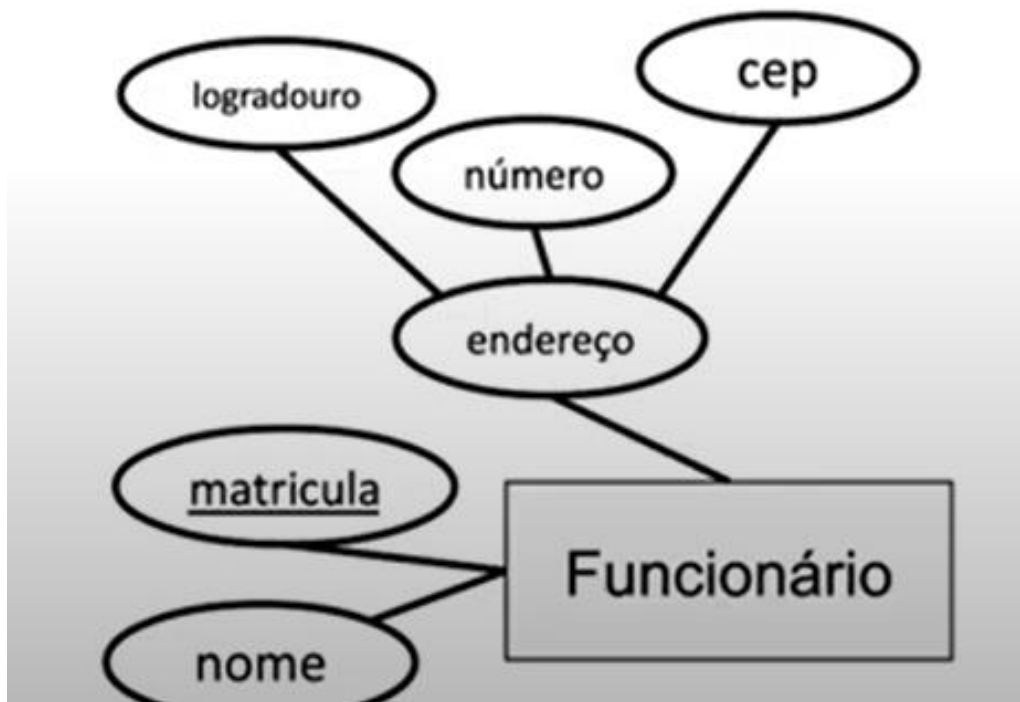 logradouro
cep
número
endereço
matricula
Funcionário
nome